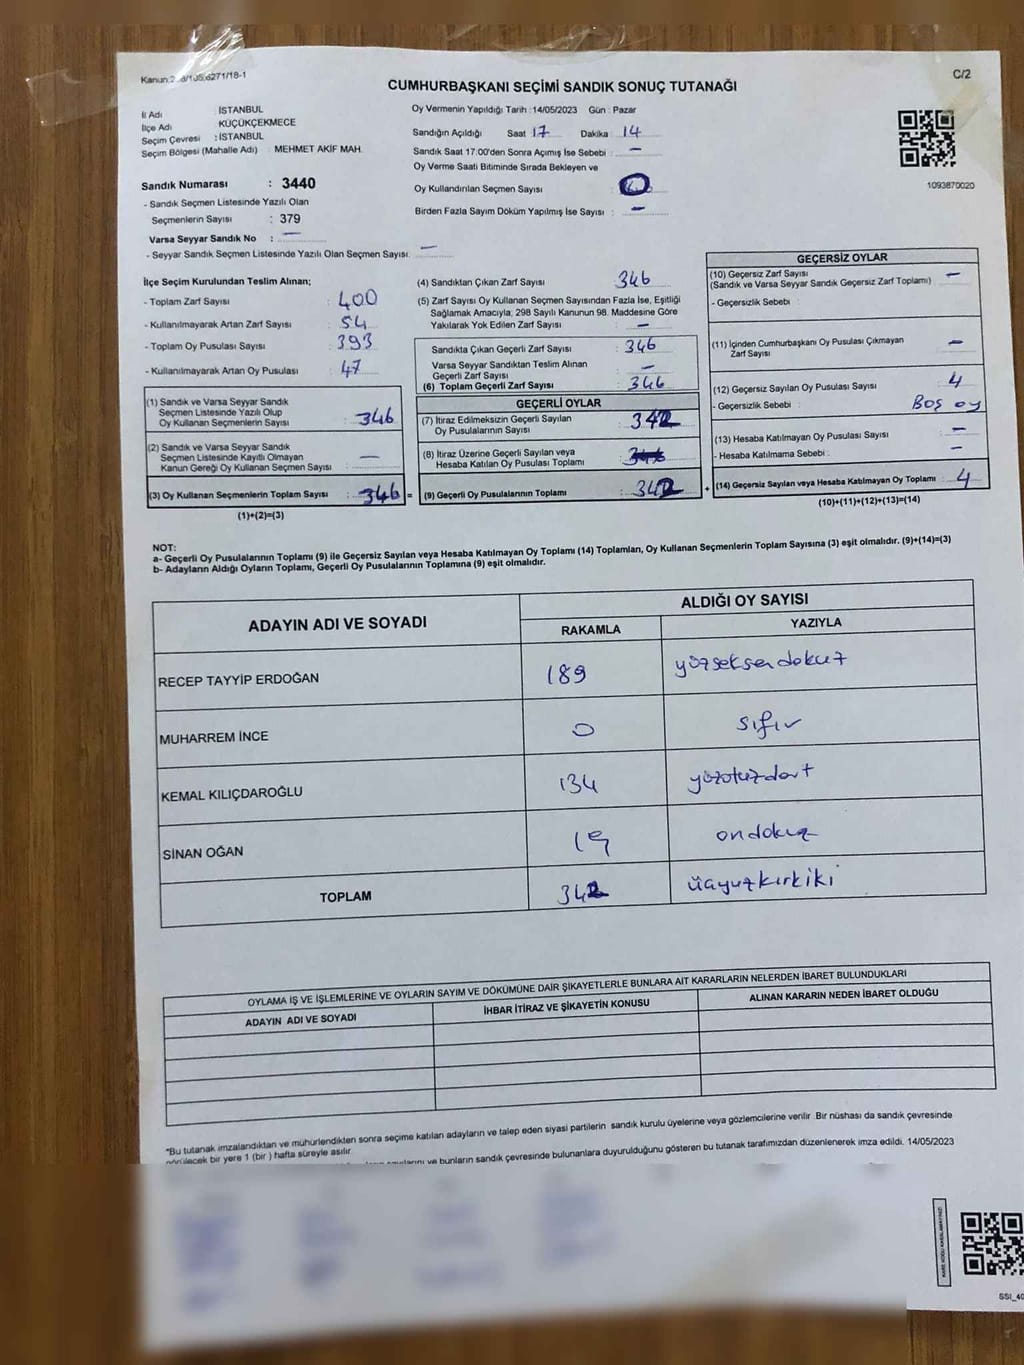 C/2
CUMHURBAŞKANI SEÇİMİ SANDIK SONUÇ TUTANAĞI
İl Adı İSTANBUL
İlçe Adı KÜÇÜKÇEKMECE
Seçim Çevresi : İSTANBUL
Seçim Bölgesi (Mahalle Adı) : MEHMET AKİF MAH.
Sandık Numarası : 3440
- Sandık Seçmen Listesinde Yazılı Olan
Seçmenlerin Sayısı : 379
Varsa Seyyar Sandık No : —
- Seyyar Sandık Seçmen Listesinde Yazılı Olan Seçmen Sayısı. —
Oy Vermenin Yapıldığı Tarih : 14/05/2023 Gün : Pazar
Sandığın Açıldığı Saat 17 Dakika 14
Sandık Saat 17:00'den Sonra Açımış İse Sebebi : —
Oy Verme Saati Bitiminde Sırada Bekleyen ve
Oy Kullandırılan Seçmen Sayısı :
Birden Fazla Sayım Döküm Yapılmış İse Sayısı : —
1093870020
İlçe Seçim Kurulundan Teslim Alınan;
- Toplam Zarf Sayısı : 400
- Kullanılmayarak Artan Zarf Sayısı : 54
- Toplam Oy Pusulası Sayısı : 393
- Kullanılmayarak Artan Oy Pusulası : 47
(1) Sandık ve Varsa Seyyar Sandık
Seçmen Listesinde Yazılı Olup
Oy Kullanan Seçmenlerin Sayısı : 346
(2) Sandık ve Varsa Seyyar Sandık
Seçmen Listesinde Kayıtlı Olmayan
Kanun Gereği Oy Kullanan Seçmen Sayısı : —
(3) Oy Kullanan Seçmenlerin Toplam Sayısı : 346 =
(1)+(2)=(3)
(4) Sandıktan Çıkan Zarf Sayısı : 346
(5) Zarf Sayısı Oy Kullanan Seçmen Sayısından Fazla İse, Eşitliği
Sağlamak Amacıyla; 298 Sayılı Kanunun 98. Maddesine Göre
Yakılarak Yok Edilen Zarf Sayısı : —
Sandıkta Çıkan Geçerli Zarf Sayısı : 346
Varsa Seyyar Sandıktan Teslim Alınan
Geçerli Zarf Sayısı : —
(6) Toplam Geçerli Zarf Sayısı : 346
GEÇERLİ OYLAR
(7) İtiraz Edilmeksizin Geçerli Sayılan
Oy Pusulalarının Sayısı : 342
(8) İtiraz Üzerine Geçerli Sayılan veya
Hesaba Katılan Oy Pusulası Toplamı :
(9) Geçerli Oy Pusulalarının Toplamı : 342 +
GEÇERSİZ OYLAR
(10) Geçersiz Zarf Sayısı —
(Sandık ve Varsa Seyyar Sandık Geçersiz Zarf Toplamı) :
- Geçersizlik Sebebi :
(11) İçinden Cumhurbaşkanı Oy Pusulası Çıkmayan
Zarf Sayısı : —
(12) Geçersiz Sayılan Oy Pusulası Sayısı : 4
- Geçersizlik Sebebi : Boş oy
(13) Hesaba Katılmayan Oy Pusulası Sayısı : —
- Hesaba Katılmama Sebebi : —
(14) Geçersiz Sayılan veya Hesaba Katılmayan Oy Toplamı : 4
(10)+(11)+(12)+(13)=(14)
NOT:
a- Geçerli Oy Pusulalarının Toplamı (9) ile Geçersiz Sayılan veya Hesaba Katılmayan Oy Toplamı (14) Toplamları, Oy Kullanan Seçmenlerin Toplam Sayısına (3) eşit olmalıdır. (9)+(14)=(3)
b- Adayların Aldığı Oyların Toplamı, Geçerli Oy Pusulalarının Toplamına (9) eşit olmalıdır.
ADAYIN ADI VE SOYADI ALDIĞI OY SAYISI
RAKAMLA YAZIYLA
RECEP TAYYİP ERDOĞAN 189 yüzseksendokuz
MUHARREM İNCE 0 sıfır
KEMAL KILIÇDAROĞLU 134 yüzotuzdört
SİNAN OĞAN 19 ondokuz
TOPLAM 342 üçyüzkırkiki
OYLAMA İŞ VE İŞLEMLERİNE VE OYLARIN SAYIM VE DÖKÜMÜNE DAİR ŞİKAYETLERLE BUNLARA AİT KARARLARIN NELERDEN İBARET BULUNDUKLARI
ADAYIN ADI VE SOYADI İHBAR İTİRAZ VE ŞİKAYETİN KONUSU ALINAN KARARIN NEDEN İBARET OLDUĞU
*Bu tutanak imzalandıktan ve mühürlendikten sonra seçime katılan adayların ve talep eden siyasi partilerin sandık kurulu üyelerine veya gözlemcilerine verilir. Bir nüshası da sandık çevresinde
görülecek bir yere 1 (bir) hafta süreyle asılır.
ve bunların sandık çevresinde bulunanlara duyurulduğunu gösteren bu tutanak tarafımızdan düzenlenerek imza edildi. 14/05/2023